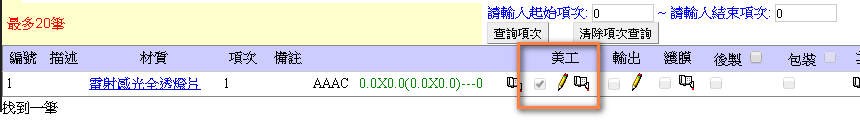 最多20筆
請輸入起始項次: 0 ~ 請輸入結束項次: 0
查詢項次 清除項次查詢
編號 描述 材質 項次 備註 美工 輸出 護膜 後製 包裝
1 雷射感光全透燈片 1 AAAC 0.0X0.0(0.0X0.0)---0
找到一筆